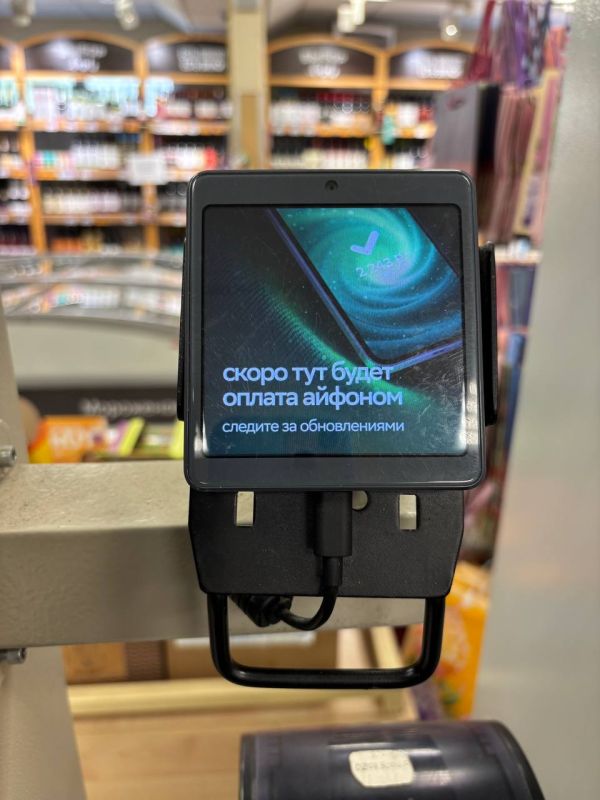 скоро тут будет
оплата айфоном
следите за обновлениями